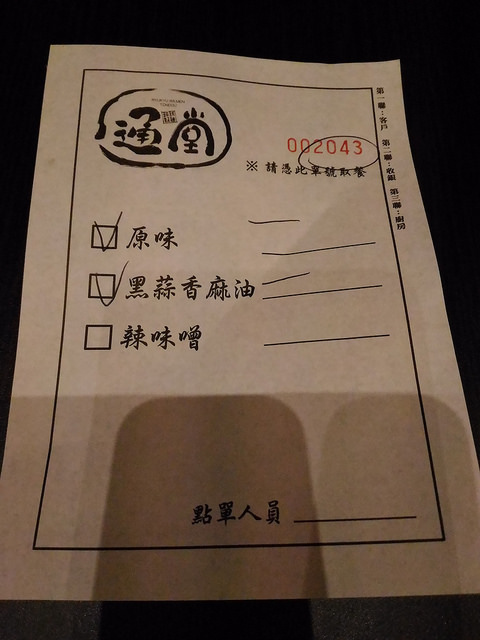 通堂
002043
※ 請憑此單號取餐
原味 一
黑蒜香麻油 一
辣味噌
點單人員
第一聯:客戶 第二聯:收銀 第三聯:廚房